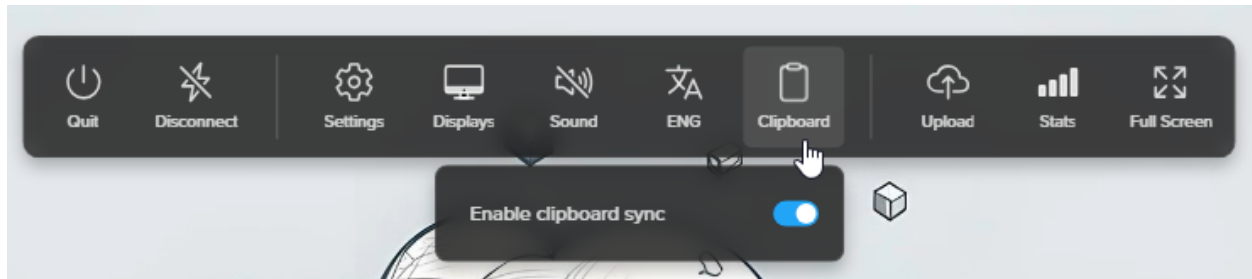 Quit Disconnect Settings Displays Sound ENG Clipboard Upload Stats Full Screen
Enable clipboard sync